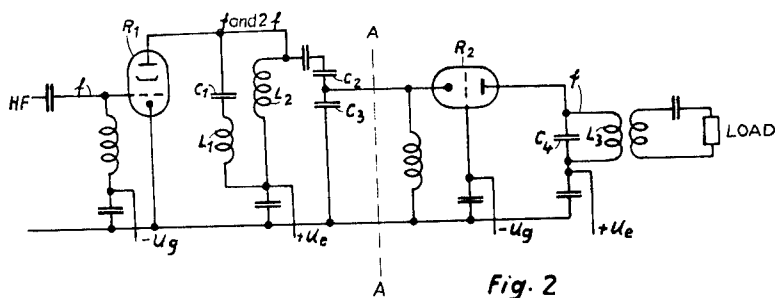 f and 2 f
A
R₁
R₂
f
f
HF
C₁
L₂
C₂
C₃
L₁
C₄
L₃
LOAD
-Ug
+Ue
-Ug
+Ue
A
Fig. 2